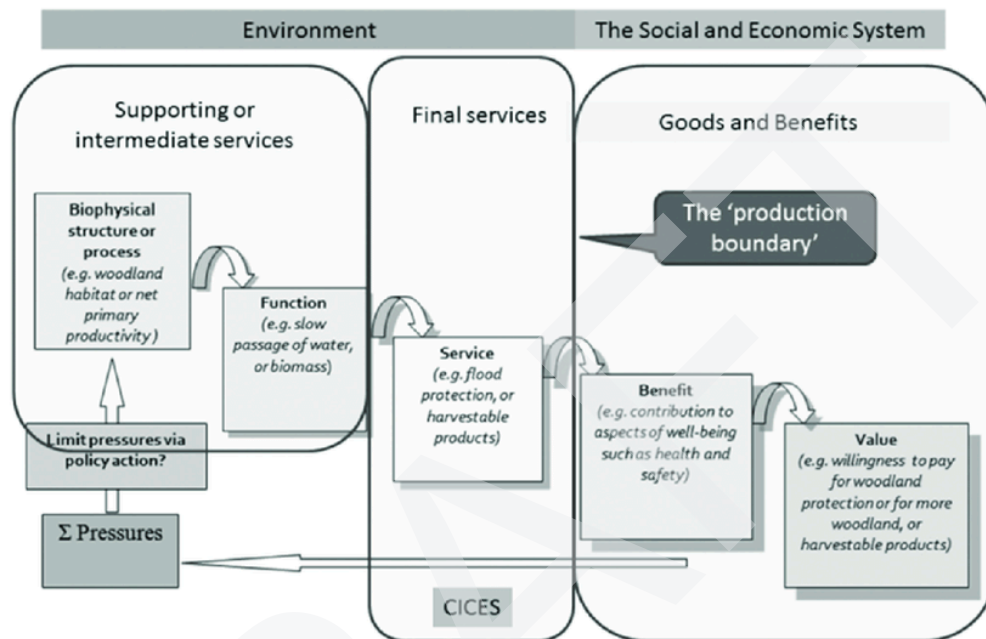 Environment
The Social and Economic System
Supporting or
intermediate services
Final services
Goods and Benefits
The 'production
boundary'
Biophysical
structure or
process
(e.g. woodland
habitat or net
primary
productivity )
Function
(e.g. slow
passage of water,
or biomass)
Service
(e.g. flood
protection, or
harvestable
products)
Benefit
(e.g. contribution to
aspects of well-being
such as health and
safety)
Value
(e.g. willingness to pay
for woodland
protection or for more
woodland, or
harvestable products)
Limit pressures via
policy action?
Σ Pressures
CICES